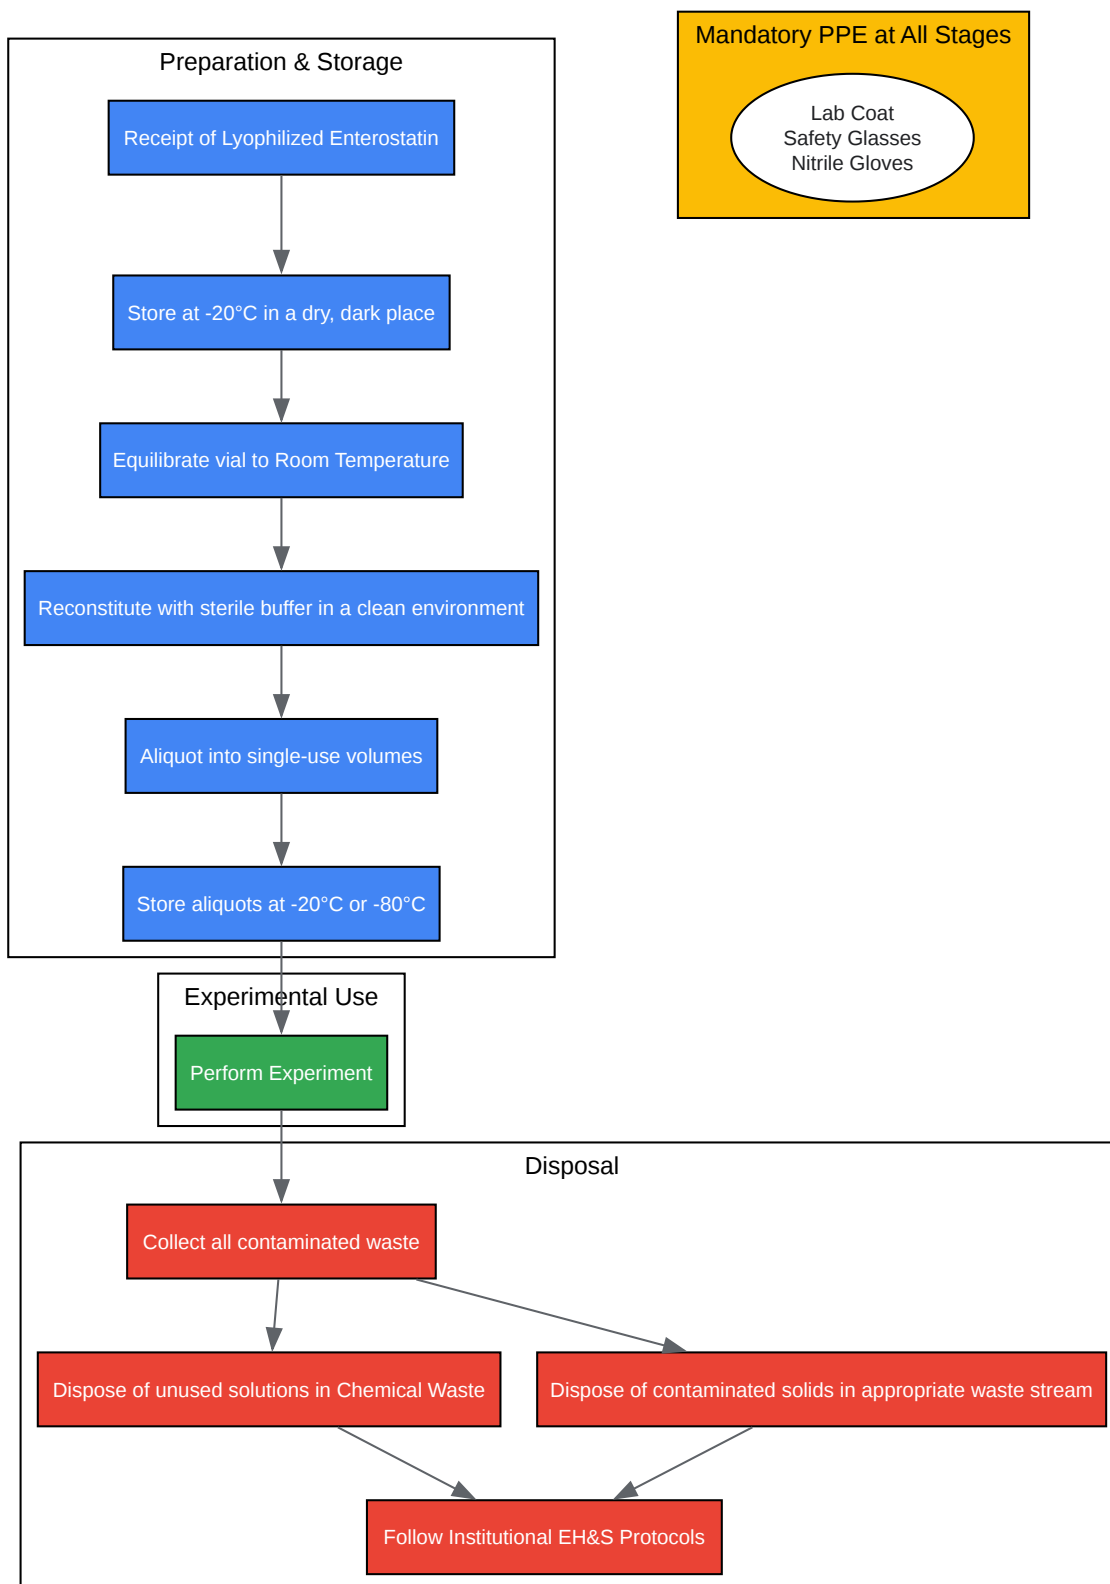 Preparation & Storage
Receipt of Lyophilized Enterostatin
Store at -20°C in a dry, dark place
Equilibrate vial to Room Temperature
Reconstitute with sterile buffer in a clean environment
Aliquot into single-use volumes
Store aliquots at -20°C or -80°C
Mandatory PPE at All Stages
Lab Coat
Safety Glasses
Nitrile Gloves
Experimental Use
Perform Experiment
Disposal
Collect all contaminated waste
Dispose of unused solutions in Chemical Waste
Dispose of contaminated solids in appropriate waste stream
Follow Institutional EH&S Protocols